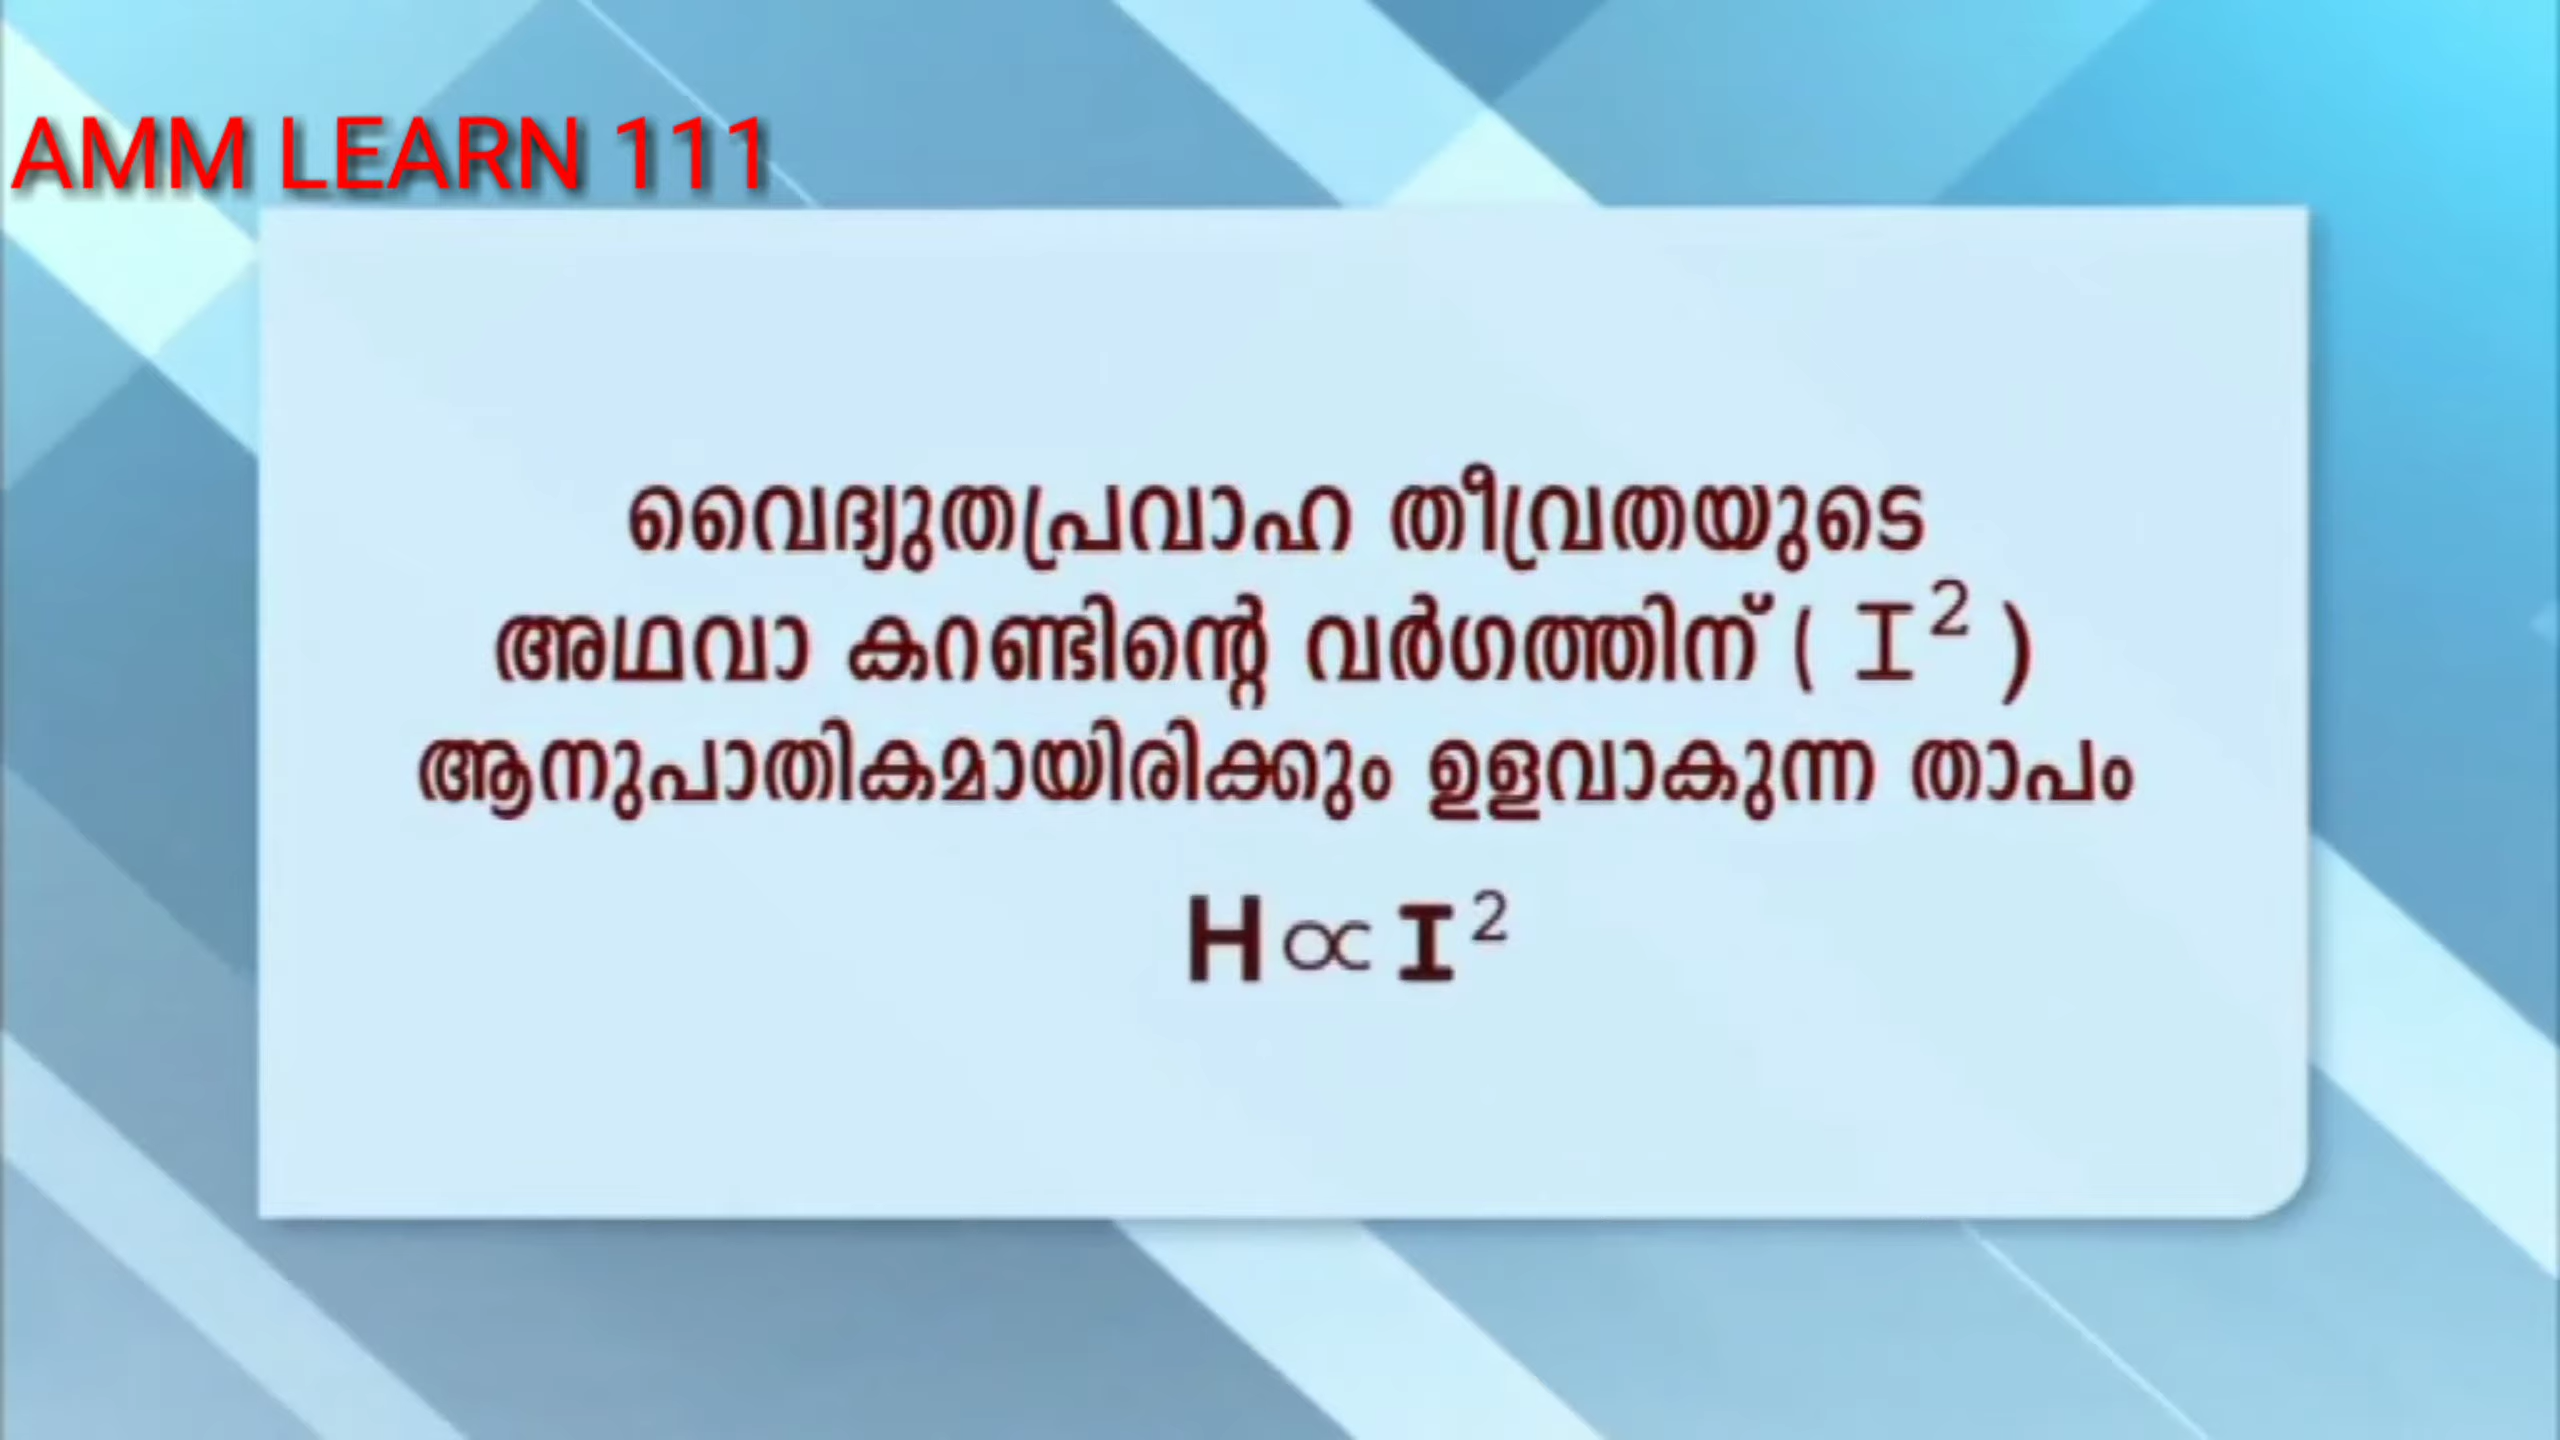 AMM LEARN 111
വൈദ്യുതപ്രവാഹ തീവ്രതയുടെ
അഥവാ കറണ്ടിന്റെ വർഗത്തിന് ( I² )
ആനുപാതികമായിരിക്കും ഉളവാകുന്ന താപം
H ∝ I²